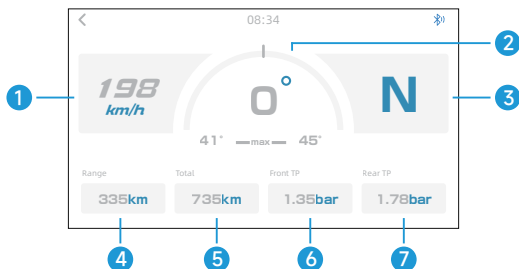 08:34
2
1
198
km/h
0°
N
3
41° max 45°
Range Total Front TP Rear TP
335km 735km 1.35bar 1.78bar
4 5 6 7